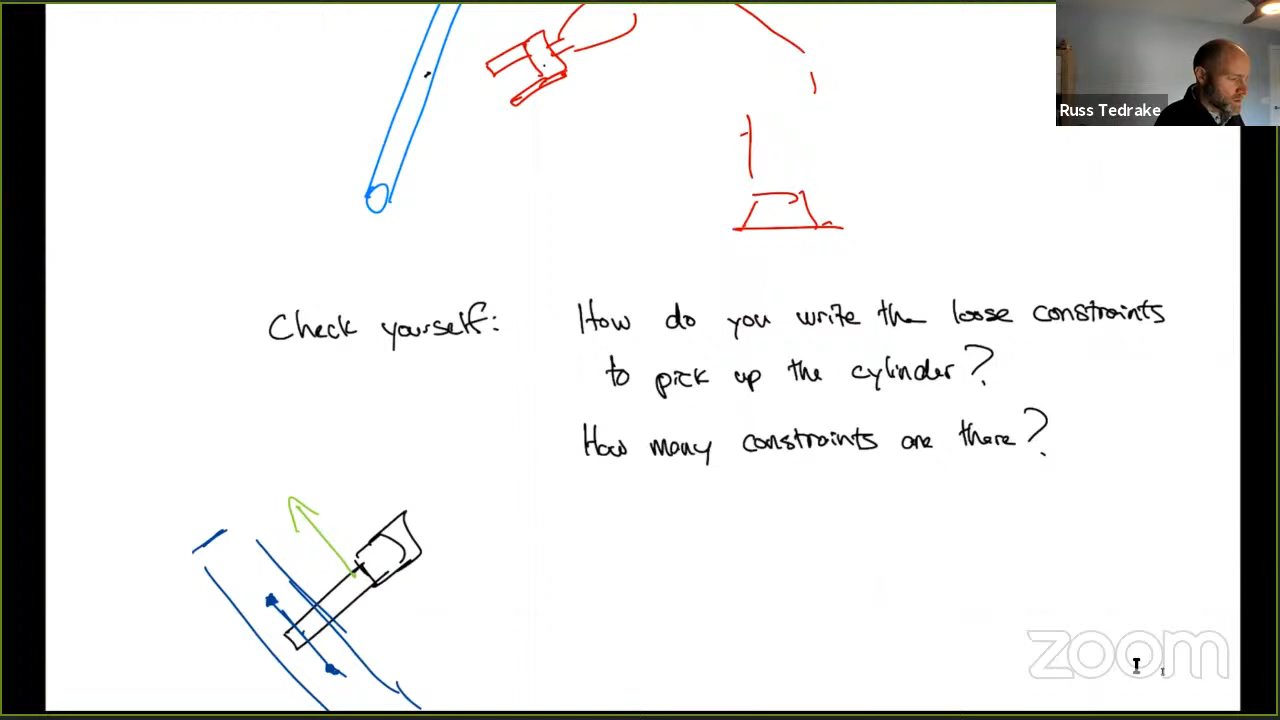 Russ Tedrake
Check yourself: How do you write the loose constraints
to pick up the cylinder?
How many constraints are there?
zoom